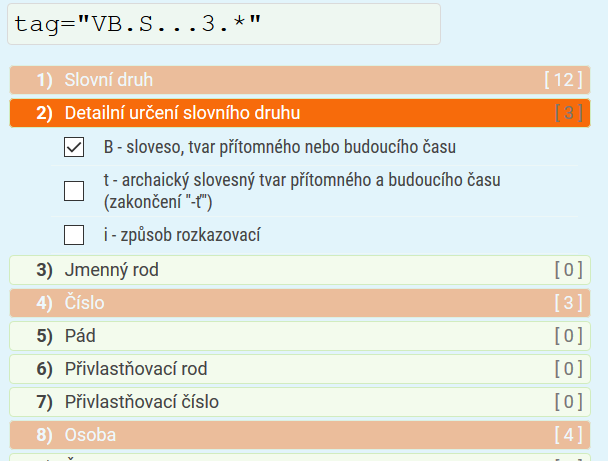 tag="VB.S...3.*"
1) Slovní druh [ 12 ]
2) Detailní určení slovního druhu [ 3 ]
B - sloveso, tvar přítomného nebo budoucího času
t - archaický slovesný tvar přítomného a budoucího času
(zakončení "-ť")
i - způsob rozkazovací
3) Jmenný rod [ 0 ]
4) Číslo [ 3 ]
5) Pád [ 0 ]
6) Přivlastňovací rod [ 0 ]
7) Přivlastňovací číslo [ 0 ]
8) Osoba [ 4 ]